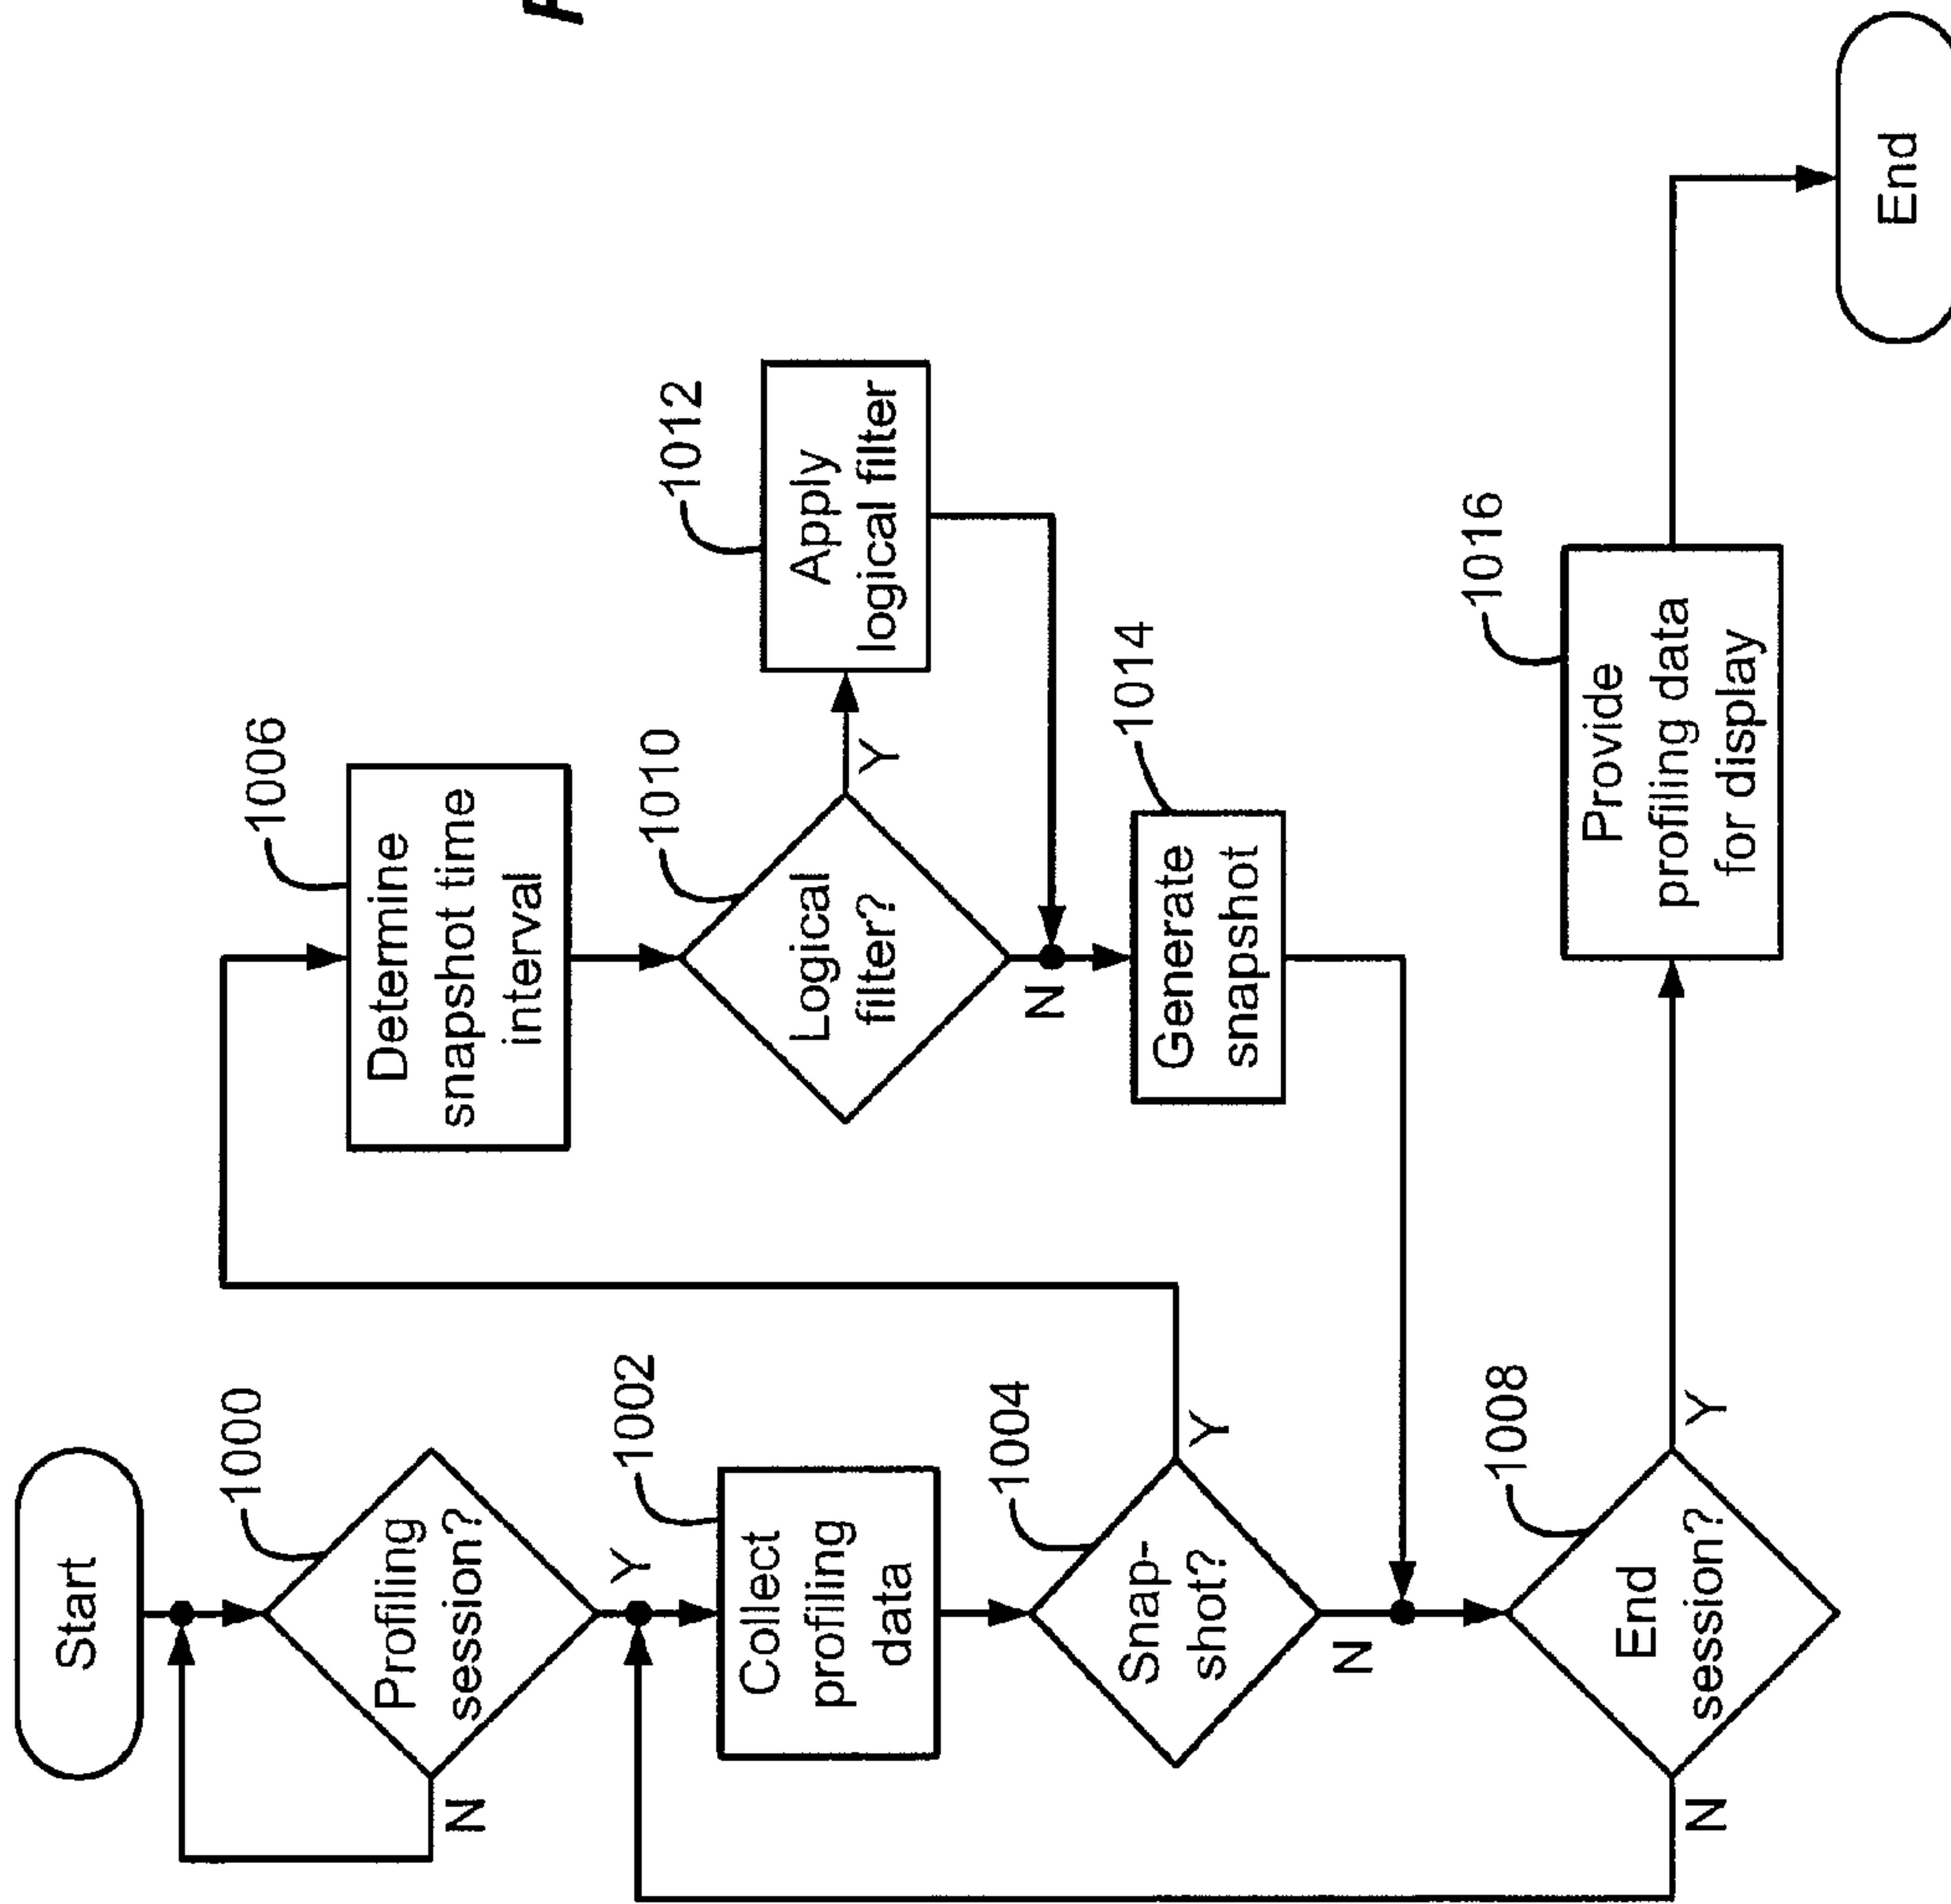 Start
1000
Profiling
session?
N
Y
1002
Collect
profiling
data
1004
Snap-
shot?
Y
N
1006
Determine
snapshot time
interval
1010
Logical
filter?
Y
N
1012
Apply
logical filter
1014
Generate
snapshot
1008
End
session?
N
Y
1016
Provide
profiling data
for display
End